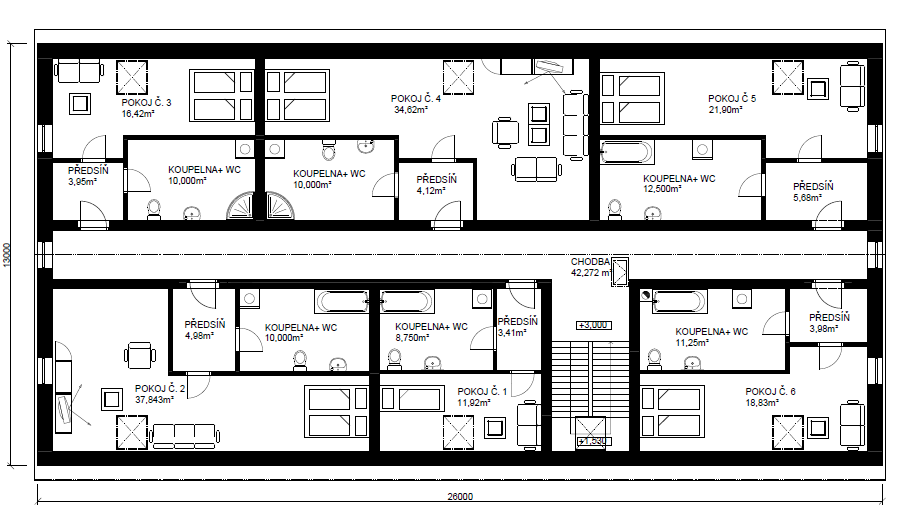 POKOJ Č. 3
16,42m²
POKOJ Č. 4
34,62m²
POKOJ Č 5
21,90m²
PŘEDSÍŇ
3,95m²
KOUPELNA+ WC
10,000m²
KOUPELNA+ WC
10,000m²
PŘEDSÍŇ
4,12m²
KOUPELNA+ WC
12,500m²
PŘEDSÍŇ
5,68m²
13000
CHODBA
42,272 m²
PŘEDSÍŇ
4,98m²
KOUPELNA+ WC
10,000m²
KOUPELNA+ WC
8,750m²
PŘEDSÍŇ
3,41m²
+3,000
KOUPELNA+ WC
11,25m²
PŘEDSÍŇ
3,98m²
POKOJ Č. 2
37,843m²
POKOJ Č. 1
11,92m²
POKOJ Č. 6
18,83m²
+1,530
26000